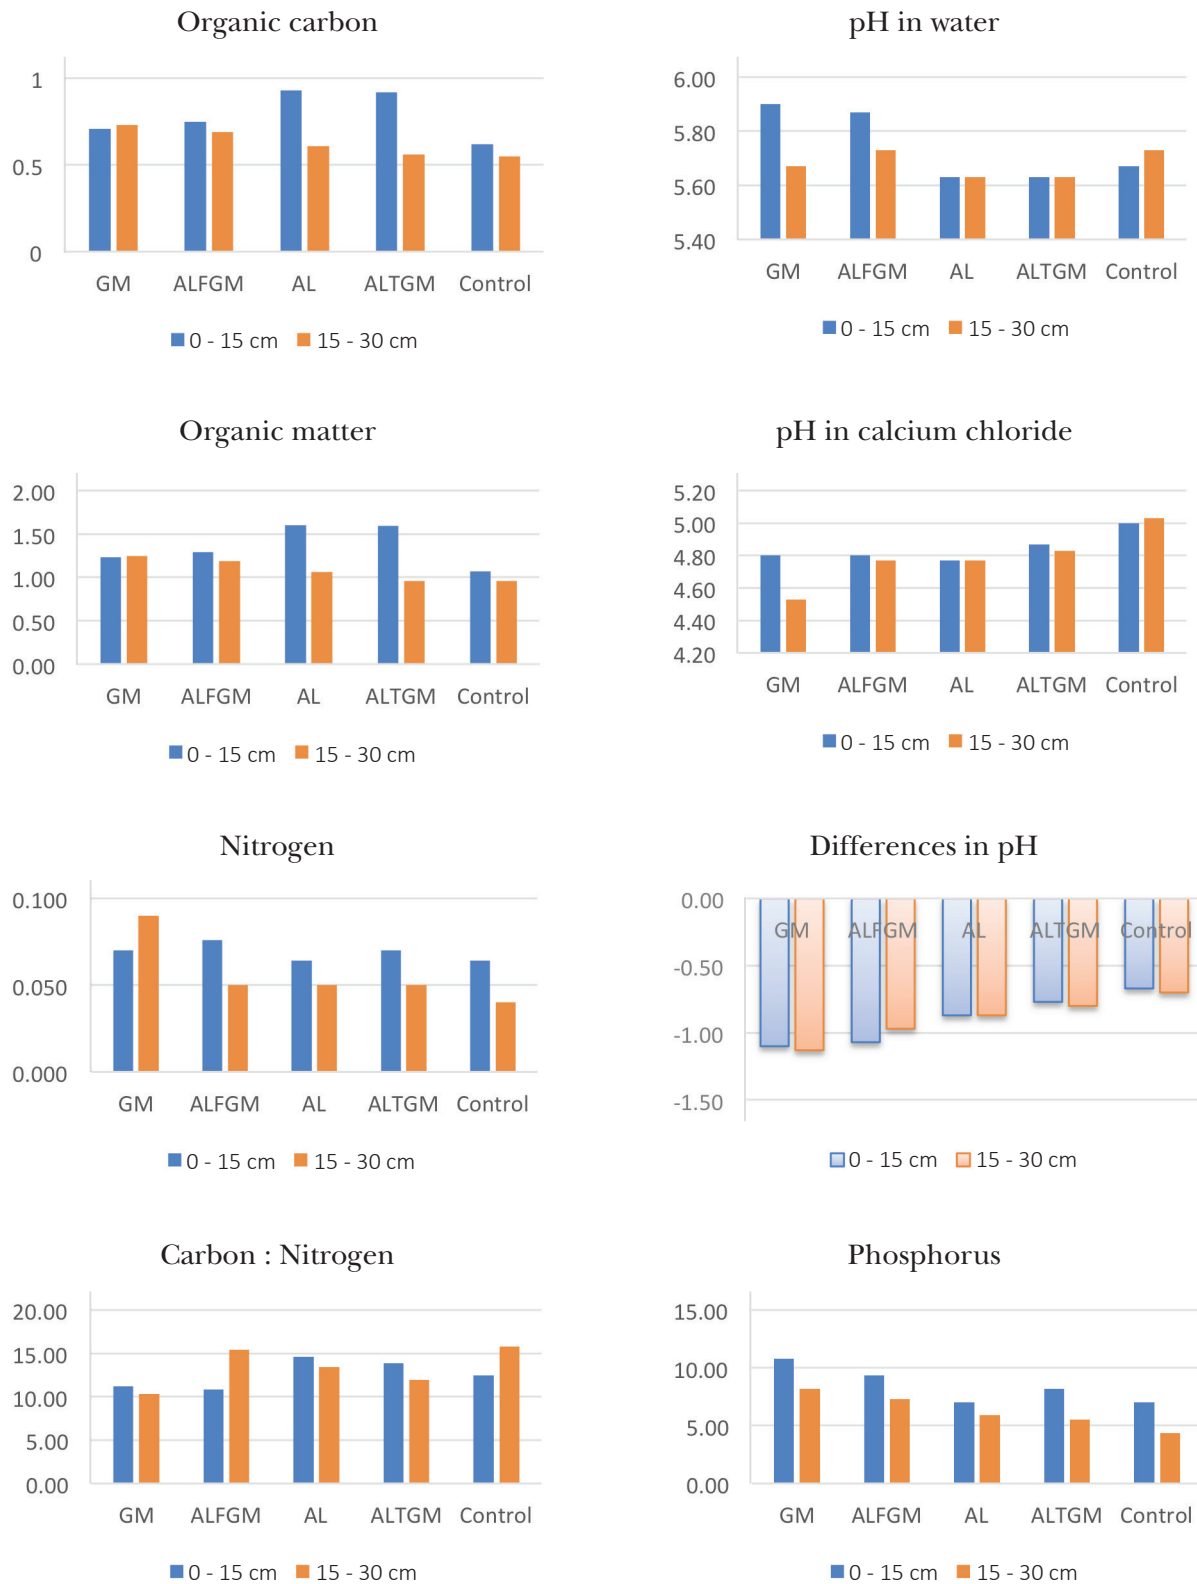 Organic carbon
1
0.5
0
GM ALFGM AL ALTGM Control
0 - 15 cm 15 - 30 cm
pH in water
6.00
5.80
5.60
5.40
GM ALFGM AL ALTGM Control
0 - 15 cm 15 - 30 cm
Organic matter
2.00
1.50
1.00
0.50
0.00
GM ALFGM AL ALTGM Control
0 - 15 cm 15 - 30 cm
pH in calcium chloride
5.20
5.00
4.80
4.60
4.40
4.20
GM ALFGM AL ALTGM Control
0 - 15 cm 15 - 30 cm
Nitrogen
0.100
0.050
0.000
GM ALFGM AL ALTGM Control
0 - 15 cm 15 - 30 cm
Differences in pH
0.00
GM ALFGM AL ALTGM Control
-0.50
-1.00
-1.50
0 - 15 cm 15 - 30 cm
Carbon : Nitrogen
20.00
15.00
10.00
5.00
0.00
GM ALFGM AL ALTGM Control
0 - 15 cm 15 - 30 cm
Phosphorus
15.00
10.00
5.00
0.00
GM ALFGM AL ALTGM Control
0 - 15 cm 15 - 30 cm